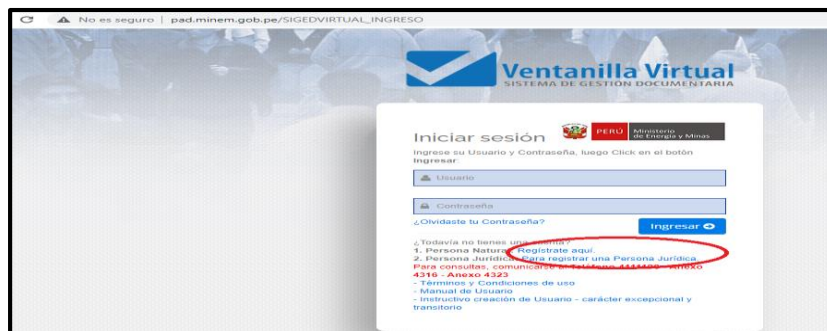 No es seguro | pad.minem.gob.pe/SIGEDVIRTUAL_INGRESO
Ventanilla Virtual
SISTEMA DE GESTIÓN DOCUMENTARIA
Iniciar sesión
PERÚ Ministerio de Energía y Minas
Ingrese su Usuario y Contraseña, luego Click en el botón
Ingresar:
Usuario
Contraseña
¿Olvidaste tu Contraseña?
Ingresar
¿Todavía no tienes una cuenta?
1. Persona Natural: Regístrate aquí.
2. Persona Jurídica: Para registrar una Persona Jurídica.
Para consultas, comunicarse al Teléfono 4111100 - Anexo
4316 - Anexo 4323
- Términos y Condiciones de uso
- Manual de Usuario
- Instructivo creación de Usuario - carácter excepcional y
transitorio